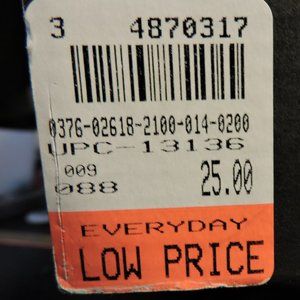 3 4870317
0376-02618-2100-014-0200
UPC-13136
009
088 25.00
EVERYDAY
LOW PRICE